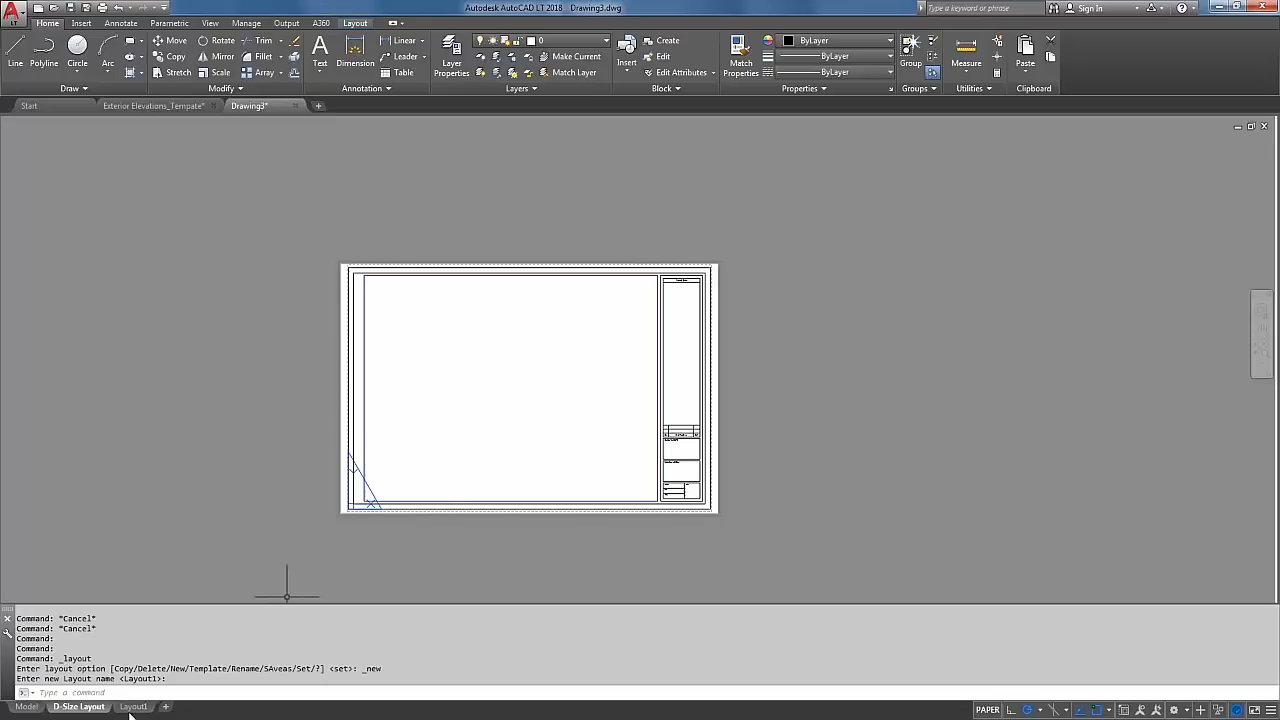 Autodesk AutoCAD LT 2018 Drawing3.dwg
Type a keyword or phrase
Sign In
LT
Home Insert Annotate Parametric View Manage Output A360 Layout
Line Polyline Circle Arc
Move Rotate Trim
Copy Mirror Fillet
Stretch Scale Array
Text Dimension
Linear
Leader
Table
Layer Properties
0
Make Current
Match Layer
Insert
Create
Edit
Edit Attributes
Match Properties
ByLayer
ByLayer
ByLayer
Group
Measure
Paste
Draw Modify Annotation Layers Block Properties Groups Utilities Clipboard
Start Exterior Elevations_Tempate* Drawing3*
Command: *Cancel*
Command: *Cancel*
Command:
Command:
Command: _layout
Enter layout option [Copy/Delete/New/Template/Rename/SAveas/Set/?] <set>: _new
Enter new Layout name <Layout1>:
Type a command
Model D-Size Layout Layout1 +
PAPER